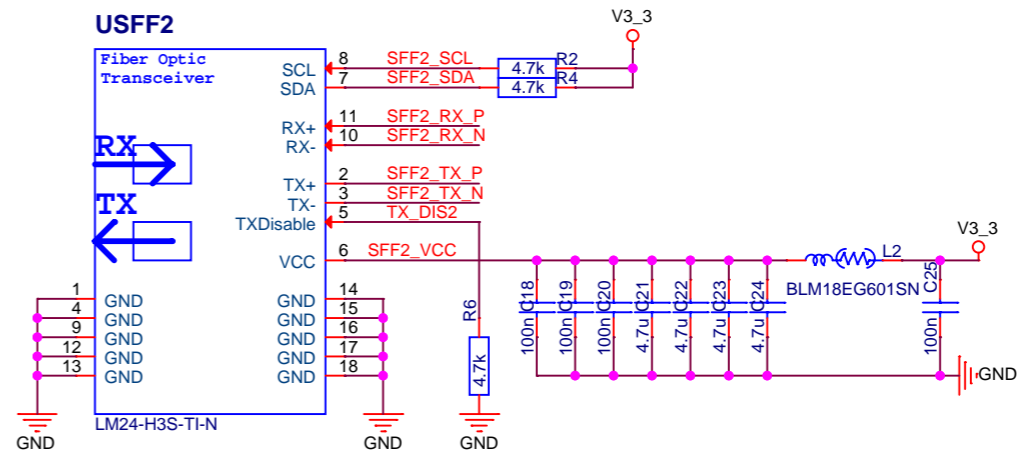 USFF2
V3_3
Fiber Optic
Transceiver
SCL 8 SFF2_SCL 4.7k R2
SDA 7 SFF2_SDA 4.7k R4
RX+ 11 SFF2_RX_P
RX- 10 SFF2_RX_N
RX
TX+ 2 SFF2_TX_P
TX- 3 SFF2_TX_N
TX
TXDisable 5 TX_DIS2
V3_3
VCC 6 SFF2_VCC
L2
BLM18EG601SN
1 GND GND 14
4 GND GND 15
9 GND GND 16
12 GND GND 17
13 GND GND 18
R6
4.7k
C18
100n
C19
100n
C20
100n
C21
4.7u
C22
4.7u
C23
4.7u
C24
4.7u
C25
100n
GND
LM24-H3S-TI-N
GND
GND
GND